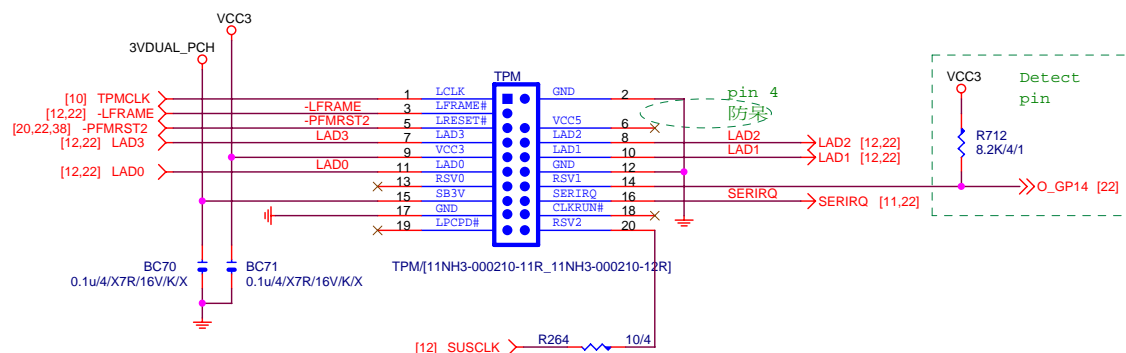 VCC3
3VDUAL_PCH
TPM
VCC3
Detect
pin
pin 4
防呆
[10] TPMCLK 1 LCLK GND 2
[12,22] -LFRAME -LFRAME 3 LFRAME#
[20,22,38] -PFMRST2 -PFMRST2 5 LRESET# VCC5 6
[12,22] LAD3 LAD3 7 LAD3 LAD2 8 LAD2 LAD2 [12,22]
9 VCC3 LAD1 10 LAD1 LAD1 [12,22]
[12,22] LAD0 LAD0 11 LAD0 GND 12
13 RSV0 RSV1 14 O_GP14 [22]
15 SB3V SERIRQ 16 SERIRQ SERIRQ [11,22]
17 GND CLKRUN# 18
19 LPCPD# RSV2 20
R712
8.2K/4/1
BC70
0.1u/4/X7R/16V/K/X
BC71
0.1u/4/X7R/16V/K/X
TPM/[11NH3-000210-11R_11NH3-000210-12R]
[12] SUSCLK R264 10/4